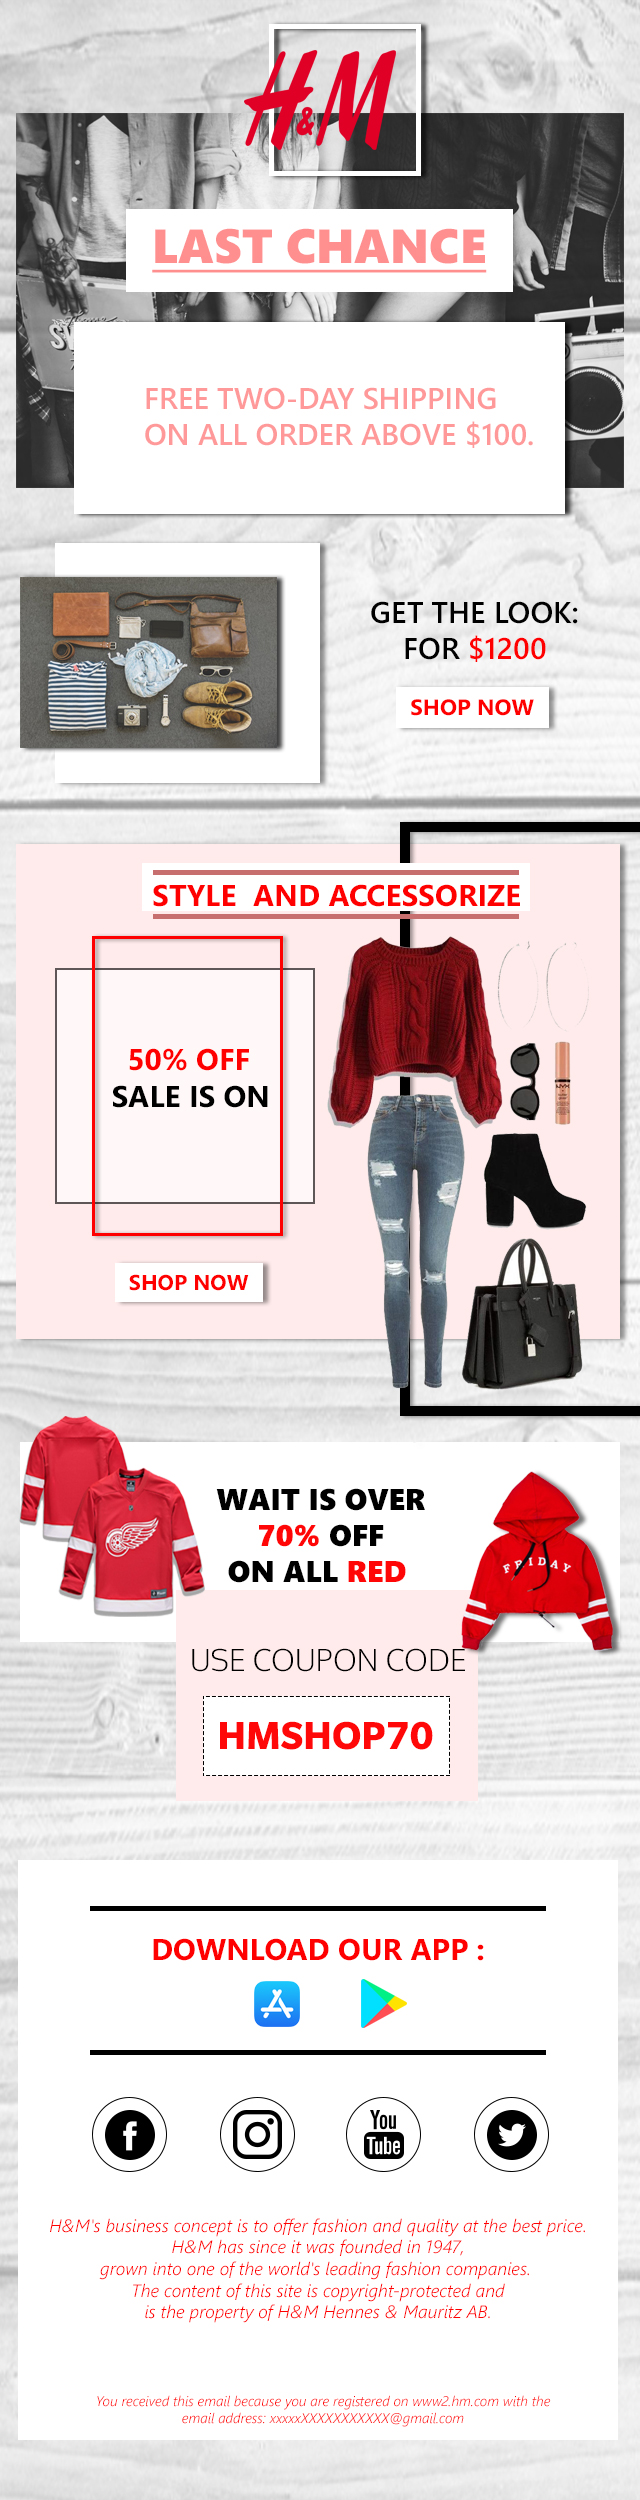 H&M
LAST CHANCE
FREE TWO-DAY SHIPPING
ON ALL ORDER ABOVE $100.
GET THE LOOK:
FOR $1200
SHOP NOW
STYLE AND ACCESSORIZE
50% OFF
SALE IS ON
NYX
SHOP NOW
WAIT IS OVER
70% OFF
ON ALL RED
FRIDAY
USE COUPON CODE
HMSHOP70
DOWNLOAD OUR APP :
You
Tube
H&M's business concept is to offer fashion and quality at the best price.
H&M has since it was founded in 1947,
grown into one of the world's leading fashion companies.
The content of this site is copyright-protected and
is the property of H&M Hennes & Mauritz AB.
You received this email because you are registered on www2.hm.com with the
email address: xxxxxXXXXXXXXXXX@gmail.com